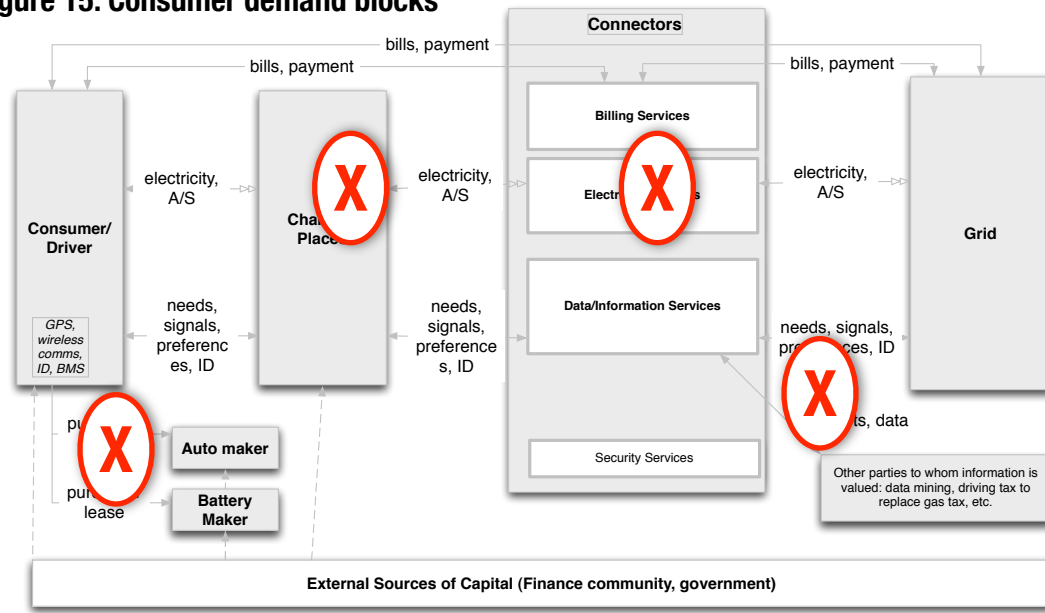 gure 15. Consumer demand blocks
Connectors
bills, payment
bills, payment
bills, payment
Billing Services
electricity,
A/S
X
electricity,
A/S
X
electricity,
A/S
Consumer/
Driver
Grid
GPS,
wireless
comms,
ID, BMS
needs,
signals,
preferenc
es, ID
needs,
signals,
preference
s, ID
Data/Information Services
needs, signals,
ID
X
data
X
Auto maker
lease
Battery
Maker
Security Services
Other parties to whom information is
valued: data mining, driving tax to
replace gas tax, etc.
External Sources of Capital (Finance community, government)